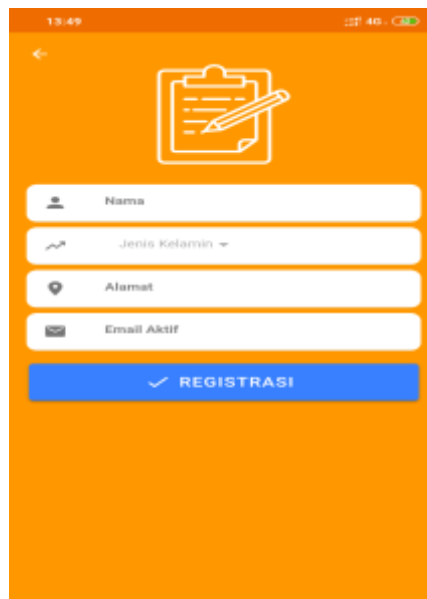 13:49
4G
Nama
Jenis Kelamin
Alamat
Email Aktif
REGISTRASI